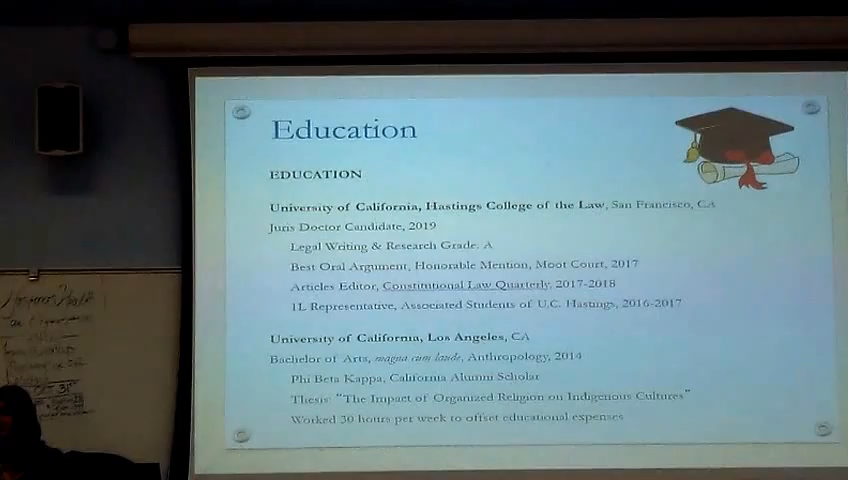 Education
EDUCATION
University of California, Hastings College of the Law, San Francisco, CA
Juris Doctor Candidate, 2019
Legal Writing & Research Grade: A
Best Oral Argument, Honorable Mention, Moot Court, 2017
Articles Editor, Constitutional Law Quarterly, 2017-2018
1L Representative, Associated Students of U.C. Hastings, 2016-2017
University of California, Los Angeles, CA
Bachelor of Arts, magna cum laude, Anthropology, 2014
Phi Beta Kappa, California Alumni Scholar
Thesis: "The Impact of Organized Religion on Indigenous Cultures"
Worked 30 hours per week to offset educational expenses